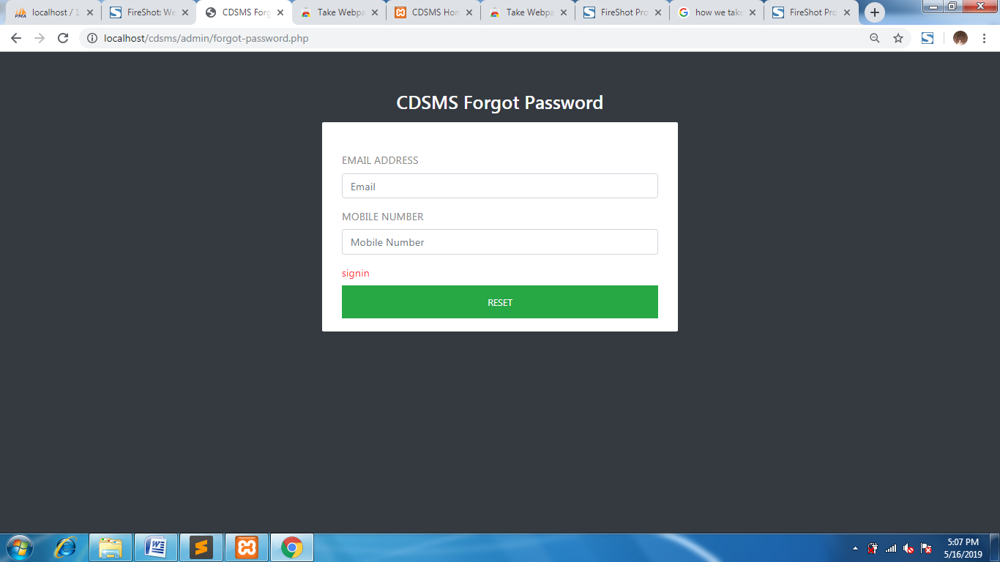 localhost / 1
FireShot: We
CDSMS Forg
Take Webpa
CDSMS Hom
Take Webpa
FireShot Pro
how we take
FireShot Pro
localhost/cdsms/admin/forgot-password.php
CDSMS Forgot Password
EMAIL ADDRESS
Email
MOBILE NUMBER
Mobile Number
signin
RESET
5:07 PM
5/16/2019